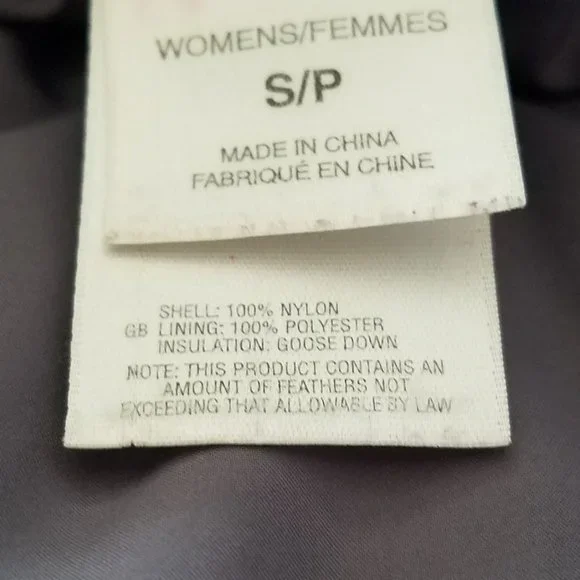 WOMENS/FEMMES
S/P
MADE IN CHINA
FABRIQUÉ EN CHINE
SHELL: 100% NYLON
GB LINING: 100% POLYESTER
INSULATION: GOOSE DOWN
NOTE: THIS PRODUCT CONTAINS AN
AMOUNT OF FEATHERS NOT
EXCEEDING THAT ALLOWABLE BY LAW